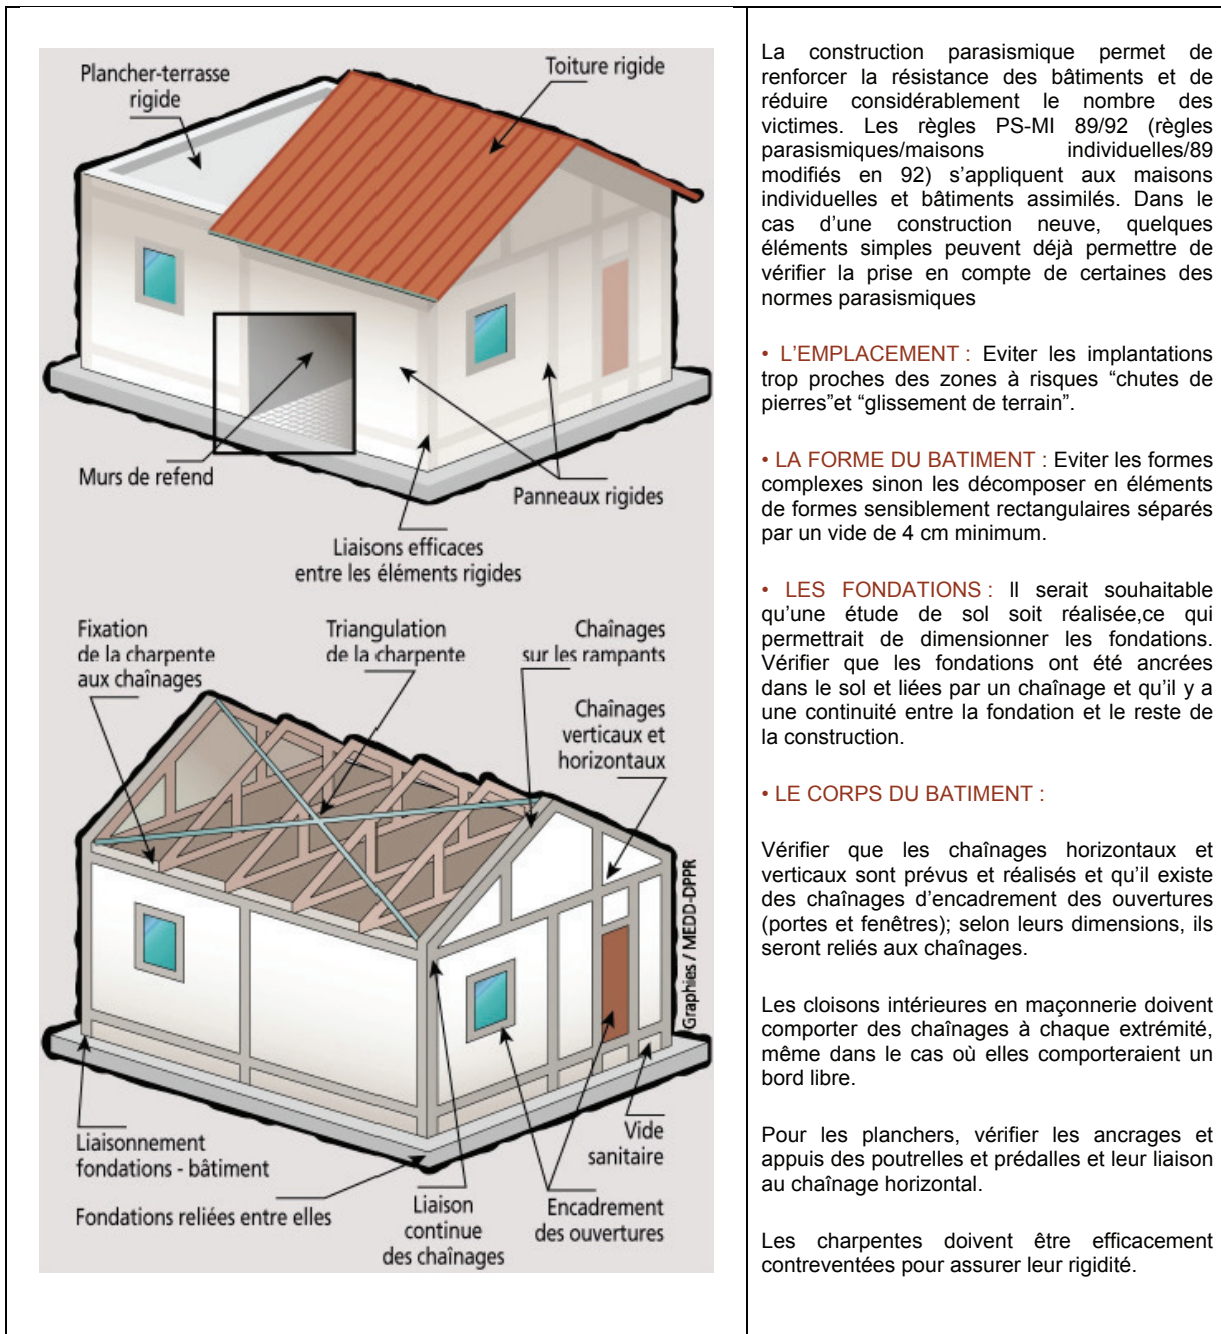 Plancher-terrasse
rigide
Toiture rigide
Murs de refend
Panneaux rigides
Liaisons efficaces
entre les éléments rigides
Fixation
de la charpente
aux chaînages
Triangulation
de la charpente
Chaînages
sur les rampants
Chaînages
verticaux et
horizontaux
Graphies / MEDD-DPPR
Liaisonnement
fondations - bâtiment
Fondations reliées entre elles
Liaison
continue
des chaînages
Vide
sanitaire
Encadrement
des ouvertures
La construction parasismique permet de
renforcer la résistance des bâtiments et de
réduire considérablement le nombre des
victimes. Les règles PS-MI 89/92 (règles
parasismiques/maisons individuelles/89
modifiés en 92) s’appliquent aux maisons
individuelles et bâtiments assimilés. Dans le
cas d’une construction neuve, quelques
éléments simples peuvent déjà permettre de
vérifier la prise en compte de certaines des
normes parasismiques
• L’EMPLACEMENT : Eviter les implantations
trop proches des zones à risques “chutes de
pierres”et “glissement de terrain”.
• LA FORME DU BATIMENT : Eviter les formes
complexes sinon les décomposer en éléments
de formes sensiblement rectangulaires séparés
par un vide de 4 cm minimum.
• LES FONDATIONS : Il serait souhaitable
qu’une étude de sol soit réalisée,ce qui
permettrait de dimensionner les fondations.
Vérifier que les fondations ont été ancrées
dans le sol et liées par un chaînage et qu’il y a
une continuité entre la fondation et le reste de
la construction.
• LE CORPS DU BATIMENT :
Vérifier que les chaînages horizontaux et
verticaux sont prévus et réalisés et qu’il existe
des chaînages d’encadrement des ouvertures
(portes et fenêtres); selon leurs dimensions, ils
seront reliés aux chaînages.
Les cloisons intérieures en maçonnerie doivent
comporter des chaînages à chaque extrémité,
même dans le cas où elles comporteraient un
bord libre.
Pour les planchers, vérifier les ancrages et
appuis des poutrelles et prédalles et leur liaison
au chaînage horizontal.
Les charpentes doivent être efficacement
contreventées pour assurer leur rigidité.